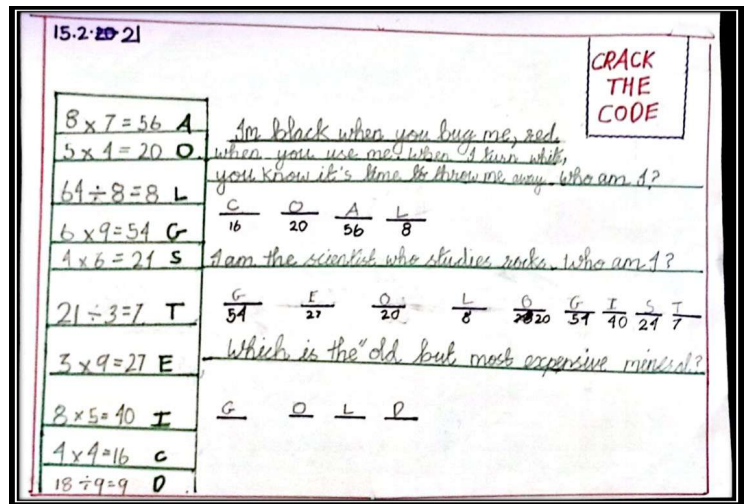 15.2.2021
CRACK
THE
CODE
8 x 7 = 56 A
5 x 4 = 20 O
64 ÷ 8 = 8 L
6 x 9 = 54 G
4 x 6 = 24 S
21 ÷ 3 = 7 T
3 x 9 = 27 E
8 x 5 = 40 I
4 x 4 = 16 C
18 ÷ 9 = 9 D
Im black when you bug me, red
when you use me. When I turn white,
you know it's time to throw me away. Who am I?
C O A L
16 20 56 8
I am the scientist who studies rocks. Who am I?
G E O L O G I S T
54 27 20 8 20 54 40 24 7
Which is the "old but most expensive mineral?
G O L D